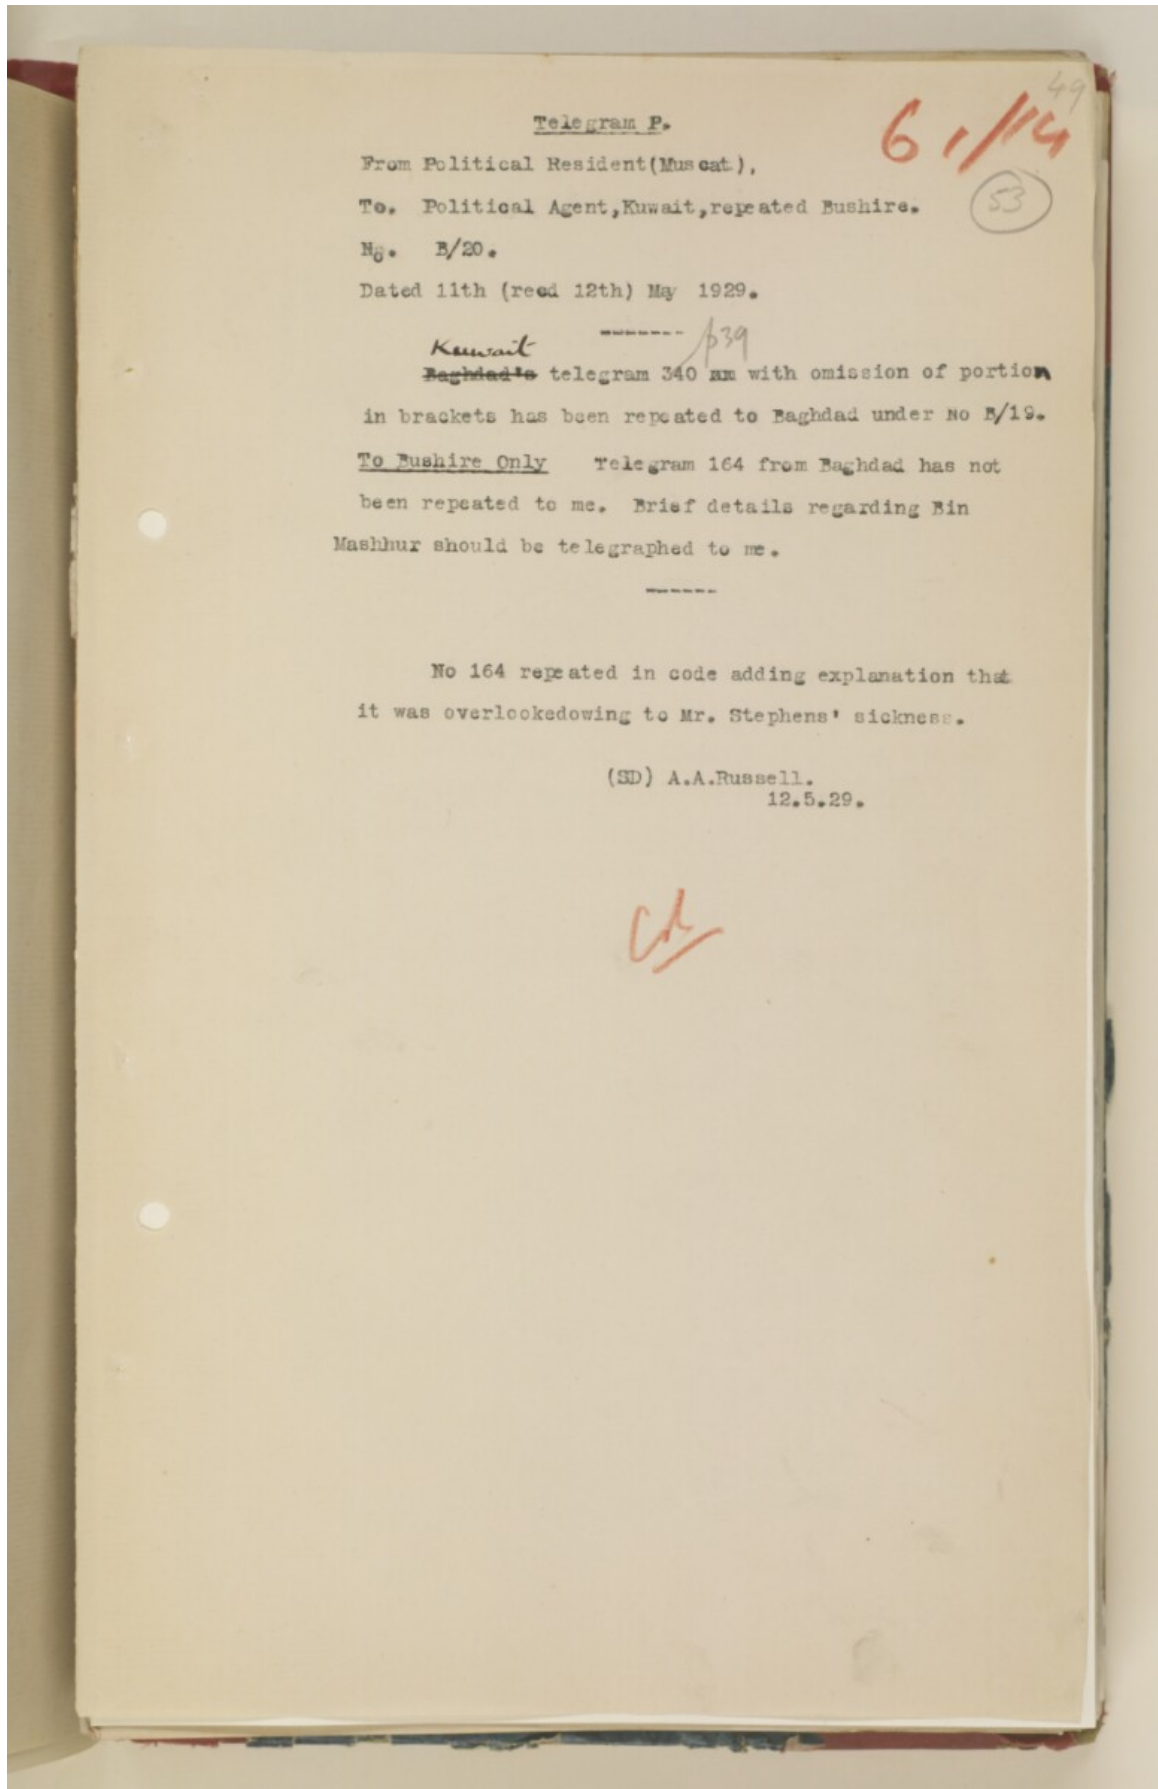 49
Telegram P.
61/14
From Political Resident(Muscat),
53
To. Political Agent,Kuwait,repeated Bushire.
No. B/20.
Dated 11th (recd 12th) May 1929.
p39
Kuwait
Baghdad's telegram 340 with omission of portion
in brackets has been repeated to Baghdad under No B/19.
To Bushire Only Telegram 164 from Baghdad has not
been repeated to me. Brief details regarding Bin
Mashhur should be telegraphed to me.
No 164 repeated in code adding explanation that
it was overlookedowing to Mr. Stephens' sickness.
(SD) A.A.Russell.
12.5.29.